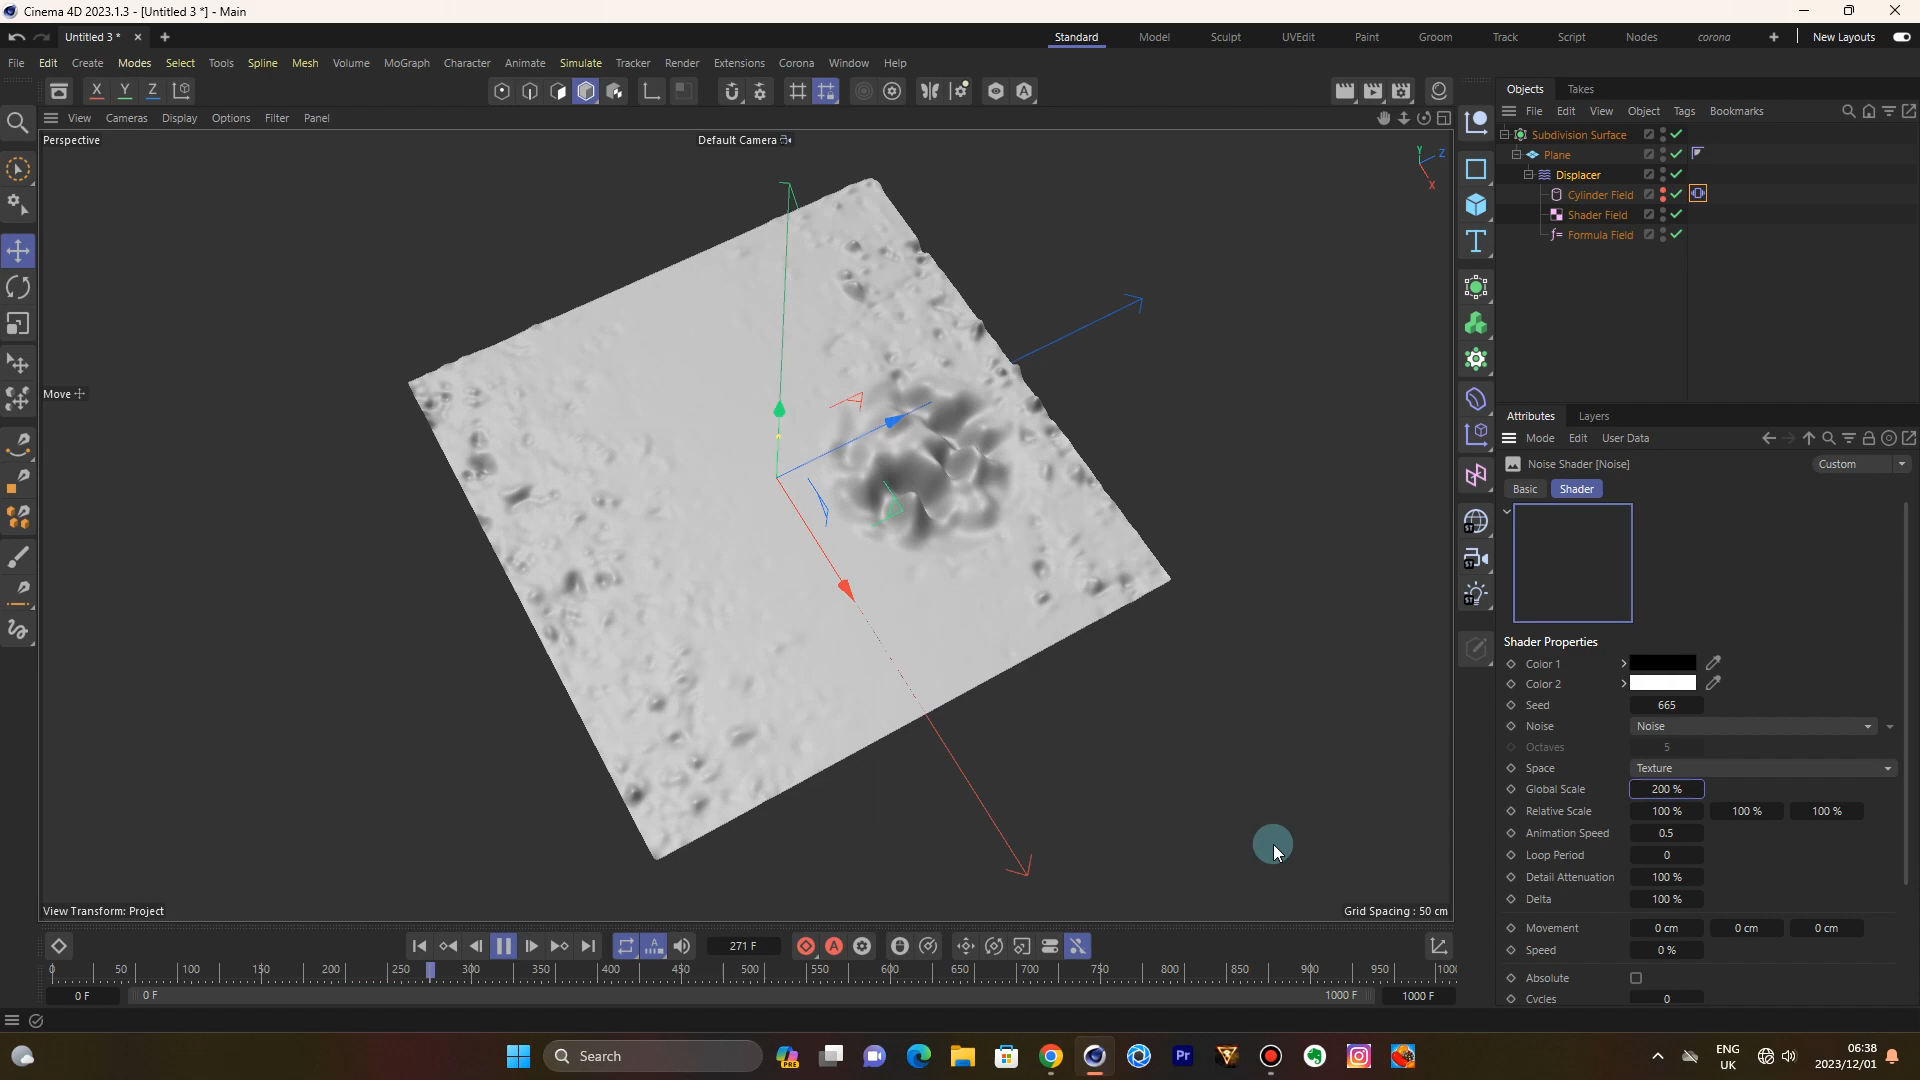 Cinema 4D 2023.1.3 - [Untitled 3 *] - Main
Untitled 3 *
Standard Model Sculpt UVEdit Paint Groom Track Script Nodes corona New Layouts
File Edit Create Modes Select Tools Spline Mesh Volume MoGraph Character Animate Simulate Tracker Render Extensions Corona Window Help
X Y Z
View Cameras Display Options Filter Panel
Perspective
Default Camera
Y Z X
Move
View Transform: Project
Grid Spacing : 50 cm
Objects Takes
File Edit View Object Tags Bookmarks
Subdivision Surface
Plane
Displacer
Cylinder Field
Shader Field
Formula Field
Attributes Layers
Mode Edit User Data
Noise Shader [Noise] Custom
Basic Shader
Shader Properties
Color 1
Color 2
Seed 665
Noise Noise
Octaves 5
Space Texture
Global Scale 200 %
Relative Scale 100 % 100 % 100 %
Animation Speed 0.5
Loop Period 0
Detail Attenuation 100 %
Delta 100 %
Movement 0 cm 0 cm 0 cm
Speed 0 %
Absolute
Cycles 0
271 F
0 50 100 150 200 250 300 350 400 450 500 550 600 650 700 750 800 850 900 950 1000
0 F 0 F 1000 F 1000 F
Search
PRE
Pr
ENG
UK
06:38
2023/12/01